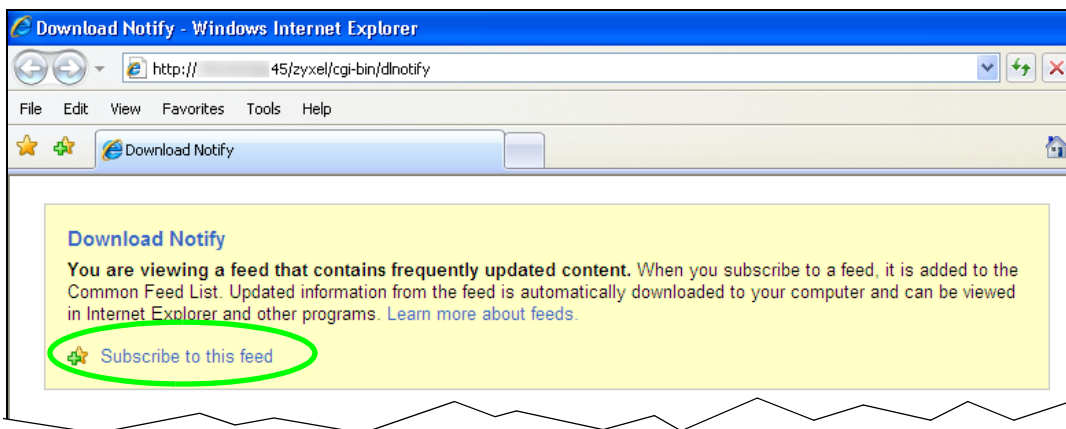 Download Notify - Windows Internet Explorer
http:// 45/zyxel/cgi-bin/dlnotify
File Edit View Favorites Tools Help
Download Notify
Download Notify
You are viewing a feed that contains frequently updated content. When you subscribe to a feed, it is added to the
Common Feed List. Updated information from the feed is automatically downloaded to your computer and can be viewed
in Internet Explorer and other programs. Learn more about feeds.
Subscribe to this feed